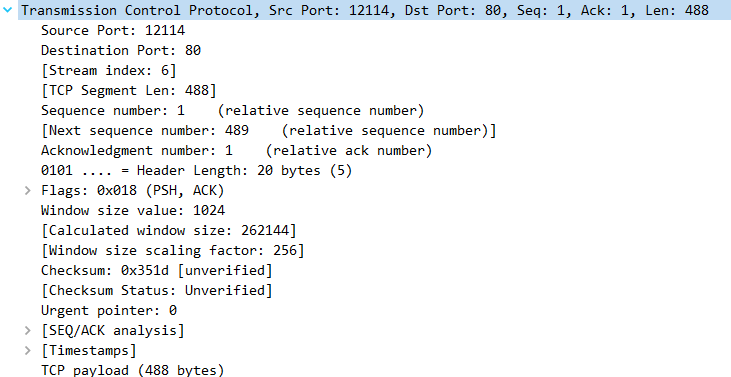 Transmission Control Protocol, Src Port: 12114, Dst Port: 80, Seq: 1, Ack: 1, Len: 488
Source Port: 12114
Destination Port: 80
[Stream index: 6]
[TCP Segment Len: 488]
Sequence number: 1    (relative sequence number)
[Next sequence number: 489    (relative sequence number)]
Acknowledgment number: 1    (relative ack number)
0101 .... = Header Length: 20 bytes (5)
Flags: 0x018 (PSH, ACK)
Window size value: 1024
[Calculated window size: 262144]
[Window size scaling factor: 256]
Checksum: 0x351d [unverified]
[Checksum Status: Unverified]
Urgent pointer: 0
[SEQ/ACK analysis]
[Timestamps]
TCP payload (488 bytes)